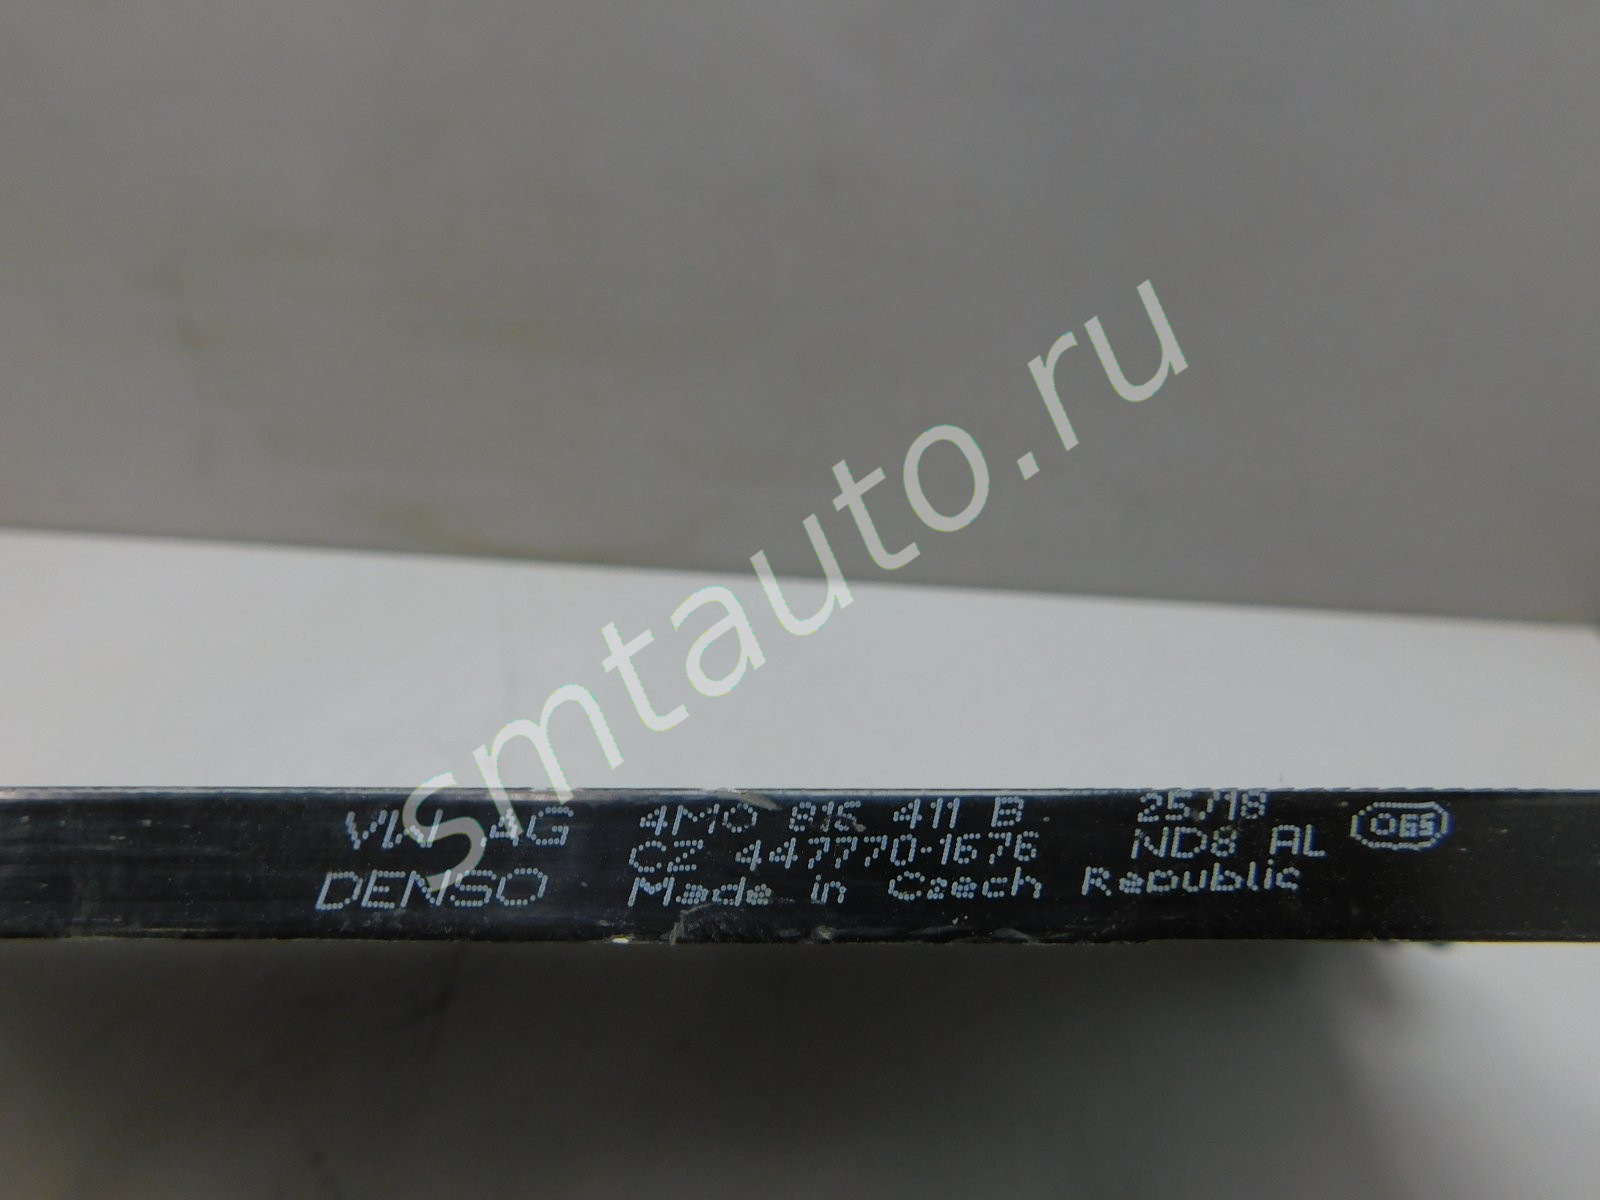 smtauto.ru
VW AG 4M0 816 411 B 25/18
CZ 447770-1676 ND8 AL
DENSO Made in Czech Republic